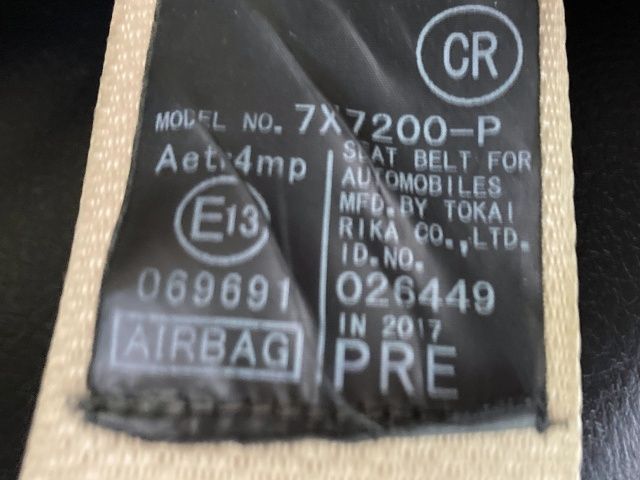 CR
MODEL NO. 7X7200-P
Aetr4mp
E13
069691
AIRBAG
SEAT BELT FOR
AUTOMOBILES
MFD.BY TOKAI
RIKA CO.,LTD.
ID.NO.
026449
IN 2017
PRE